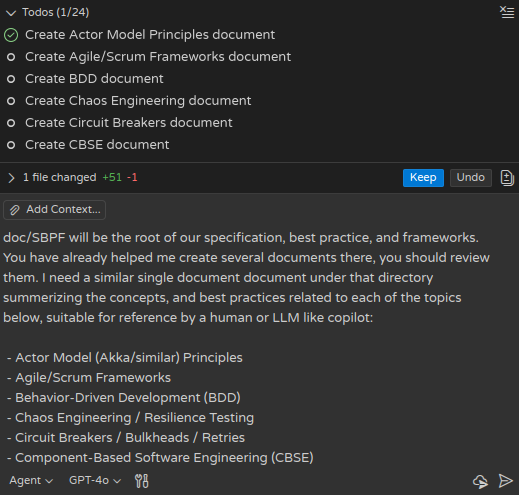 Todos (1/24)
Create Actor Model Principles document
Create Agile/Scrum Frameworks document
Create BDD document
Create Chaos Engineering document
Create Circuit Breakers document
Create CBSE document
1 file changed +51 -1 Keep Undo
Add Context...
doc/SBPF will be the root of our specification, best practice, and frameworks.
You have already helped me create several documents there, you should review
them. I need a similar single document document under that directory
summerizing the concepts, and best practices related to each of the topics
below, suitable for reference by a human or LLM like copilot:
- Actor Model (Akka/similar) Principles
- Agile/Scrum Frameworks
- Behavior-Driven Development (BDD)
- Chaos Engineering / Resilience Testing
- Circuit Breakers / Bulkheads / Retries
- Component-Based Software Engineering (CBSE)
Agent GPT-4o